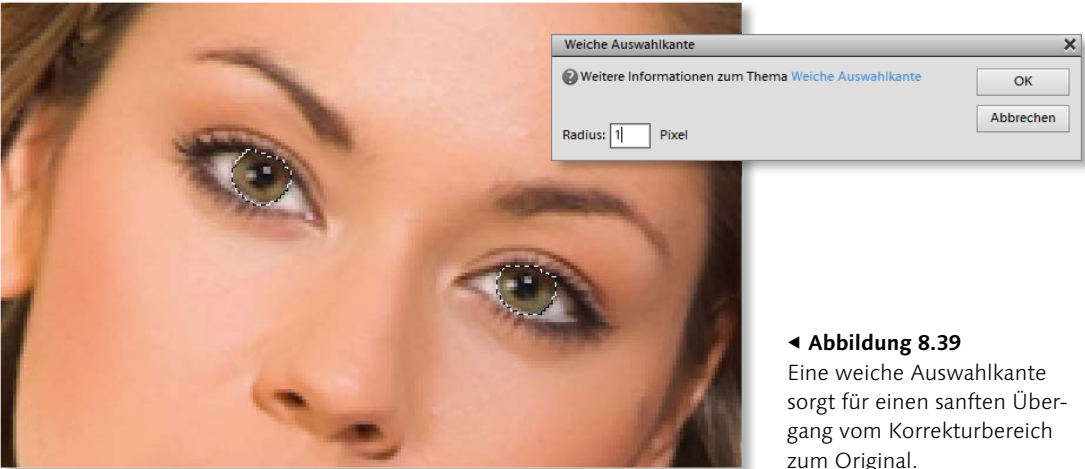 Weiche Auswahlkante
Weitere Informationen zum Thema Weiche Auswahlkante
OK
Abbrechen
Radius: 1 Pixel
◄ Abbildung 8.39
Eine weiche Auswahlkante
sorgt für einen sanften Über-
gang vom Korrekturbereich
zum Original.